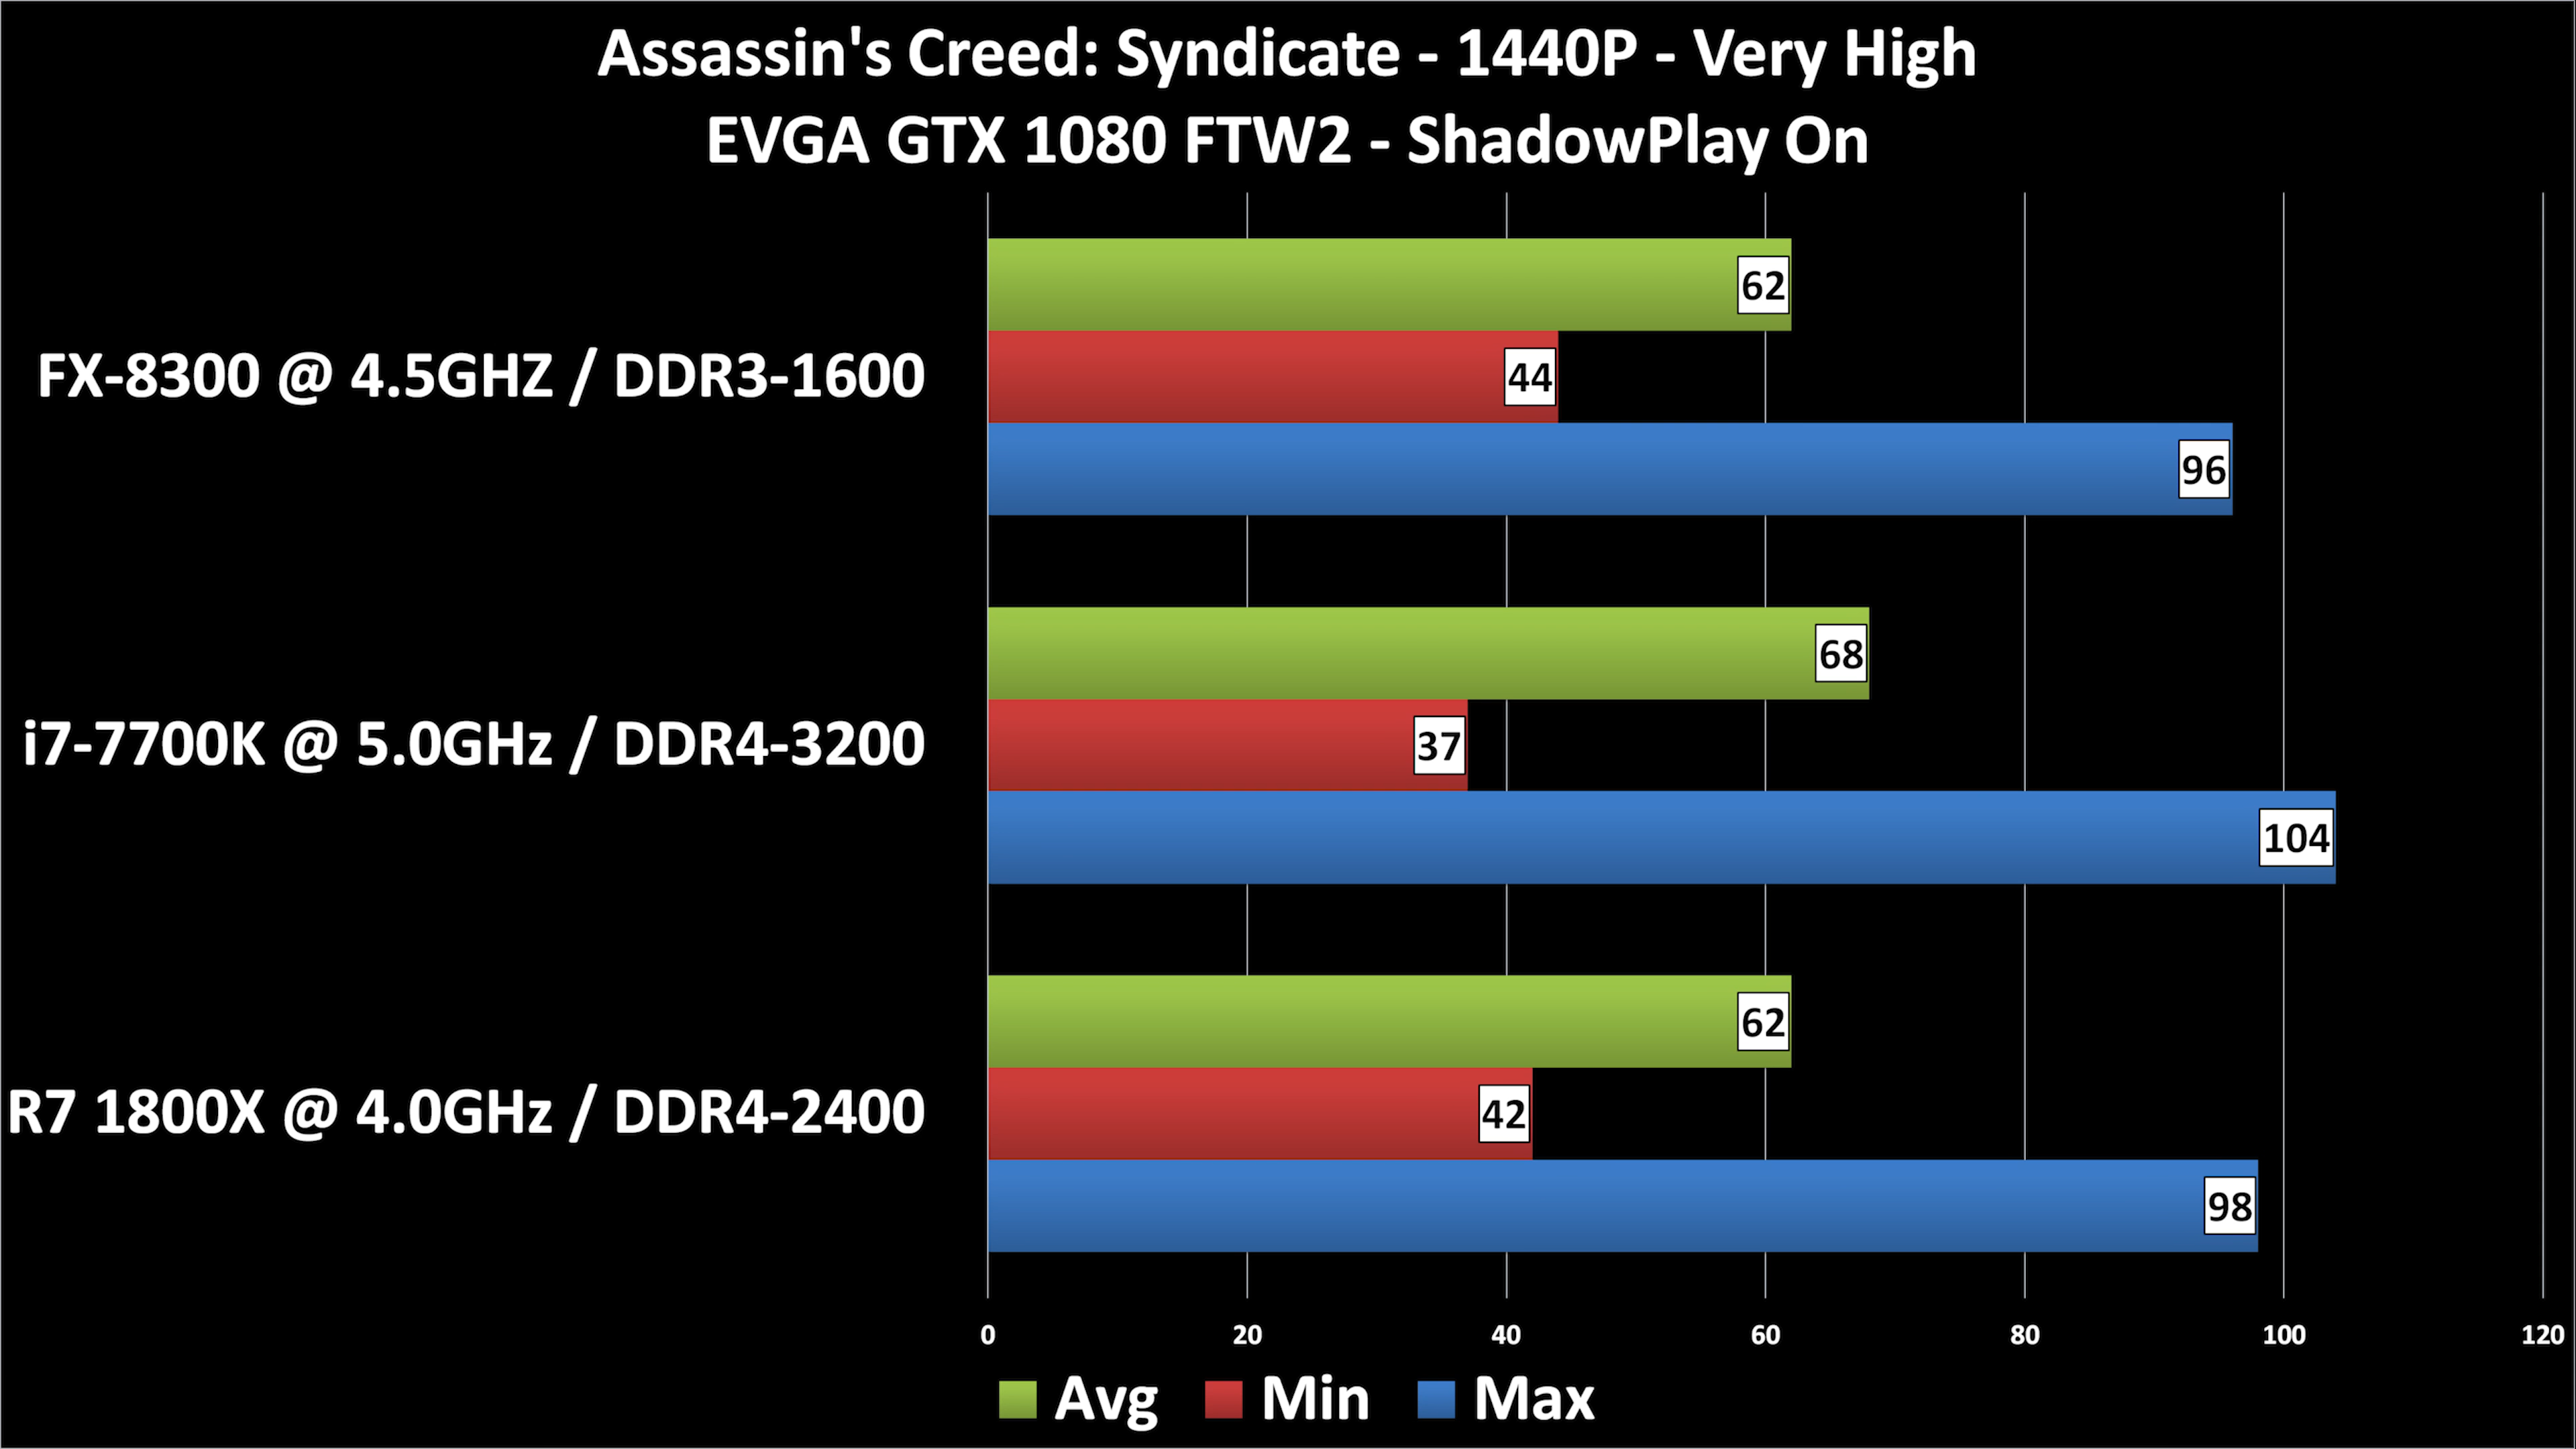 Assassin's Creed: Syndicate - 1440P - Very High
EVGA GTX 1080 FTW2 - ShadowPlay On
FX-8300 @ 4.5GHZ / DDR3-1600
62
44
96
i7-7700K @ 5.0GHz / DDR4-3200
68
37
104
R7 1800X @ 4.0GHz / DDR4-2400
62
42
98
0 20 40 60 80 100 120
Avg Min Max